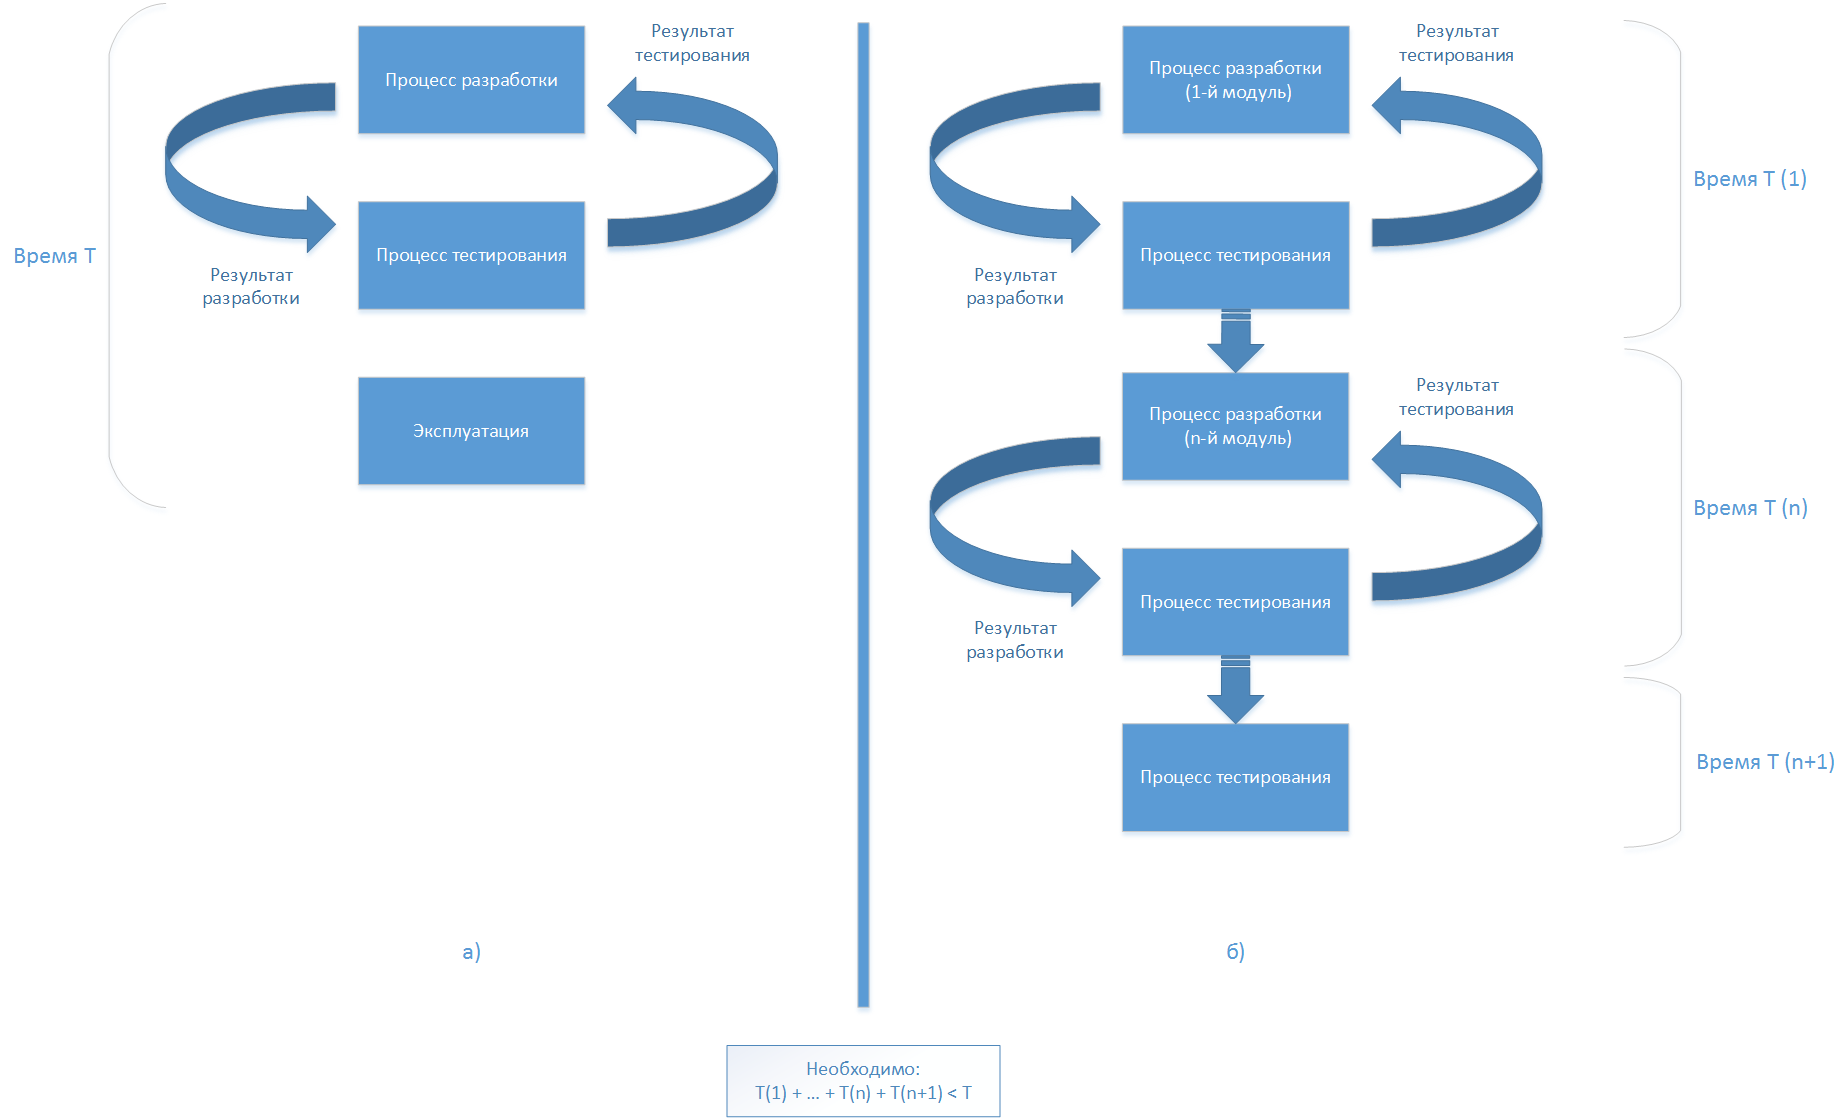 Результат
тестирования
Процесс разработки
Время Т
Процесс тестирования
Результат
разработки
Эксплуатация
а)
Результат
тестирования
Процесс разработки
(1-й модуль)
Время Т (1)
Процесс тестирования
Результат
разработки
Результат
тестирования
Процесс разработки
(n-й модуль)
Время Т (n)
Процесс тестирования
Результат
разработки
Процесс тестирования
Время Т (n+1)
б)
Необходимо:
T(1) + ... + T(n) + T(n+1) < T